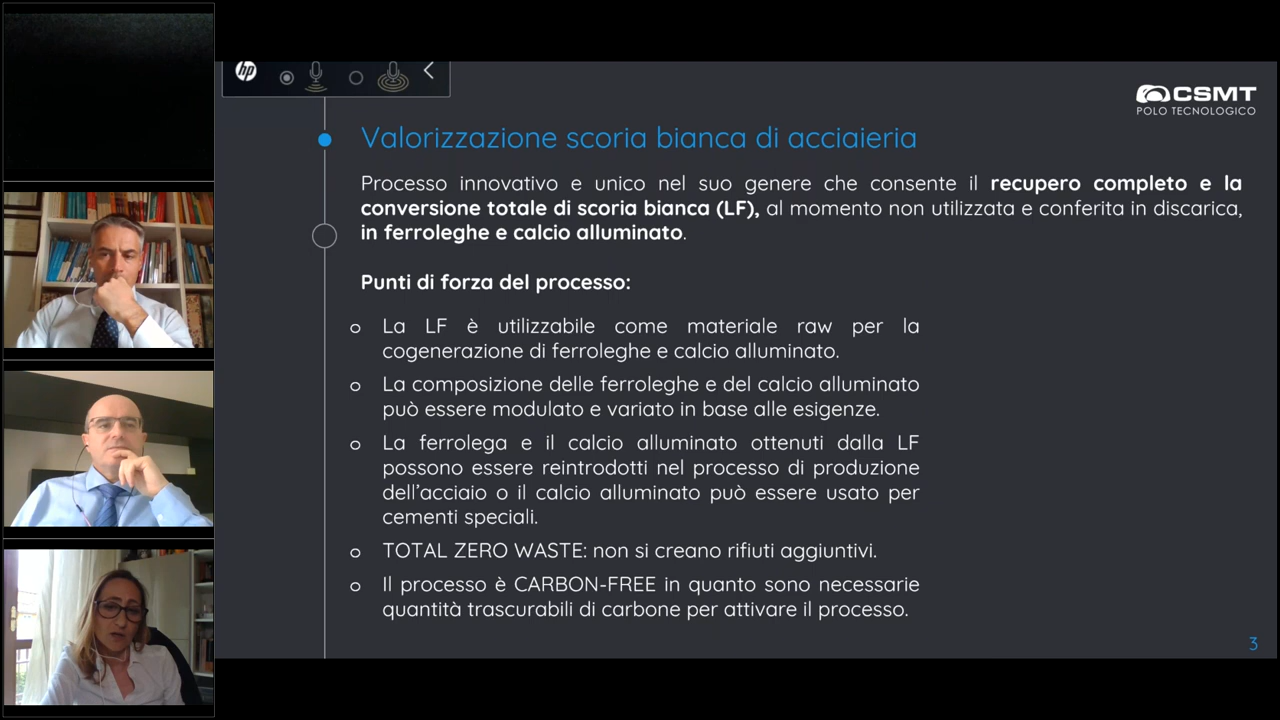 hp
CSMT
POLO TECNOLOGICO
Valorizzazione scoria bianca di acciaieria
Processo innovativo e unico nel suo genere che consente il recupero completo e la
conversione totale di scoria bianca (LF), al momento non utilizzata e conferita in discarica,
in ferroleghe e calcio alluminato.
Punti di forza del processo:
o La LF è utilizzabile come materiale raw per la
cogenerazione di ferroleghe e calcio alluminato.
o La composizione delle ferroleghe e del calcio alluminato
può essere modulato e variato in base alle esigenze.
o La ferrolega e il calcio alluminato ottenuti dalla LF
possono essere reintrodotti nel processo di produzione
dell'acciaio o il calcio alluminato può essere usato per
cementi speciali.
o TOTAL ZERO WASTE: non si creano rifiuti aggiuntivi.
o Il processo è CARBON-FREE in quanto sono necessarie
quantità trascurabili di carbone per attivare il processo.
3